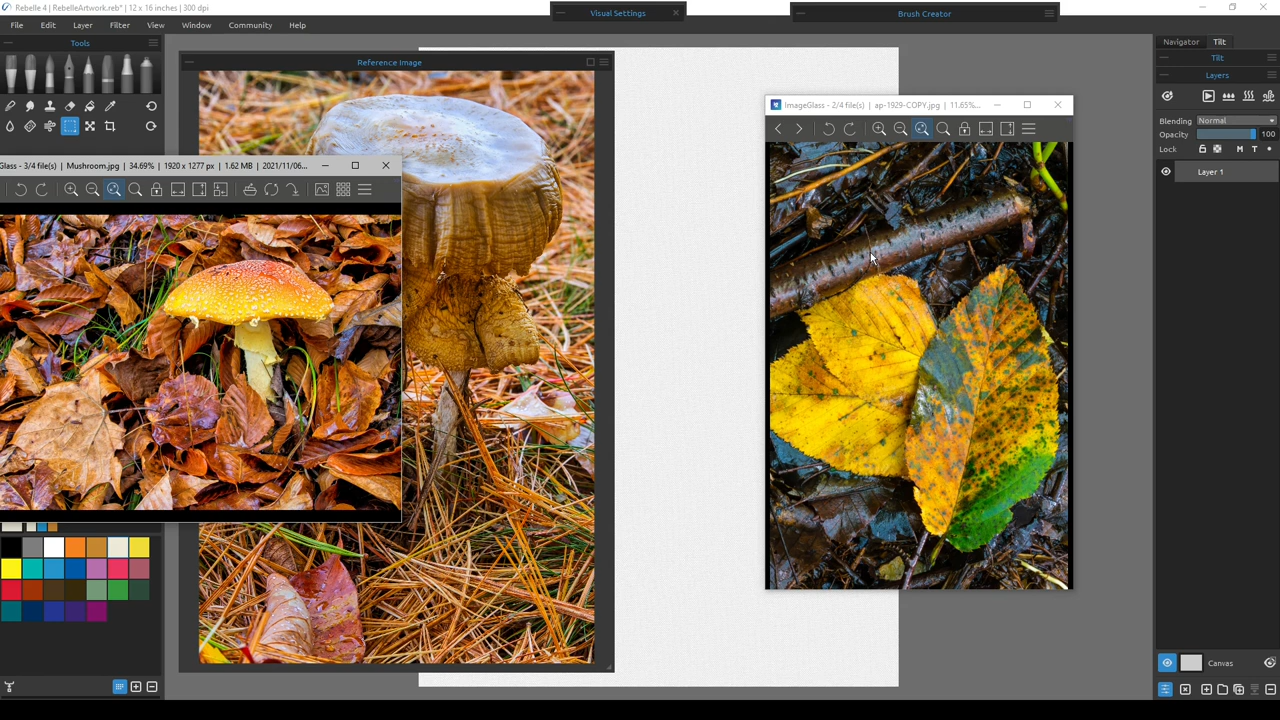 Rebelle 4 | RebelleArtwork.reb* | 12 x 16 inches | 300 dpi
Visual Settings
Brush Creator
File Edit Layer Filter View Window Community Help
Tools
Reference Image
Navigator Tilt
Tilt
Layers
Blending Normal
Opacity 100
Lock M T
Layer 1
ImageGlass - 2/4 file(s) | ap-1929-COPY.jpg | 11.65%...
Glass - 3/4 file(s) | Mushroom.jpg | 34.69% | 1920 x 1277 px | 1.62 MB | 2021/11/06...
Canvas